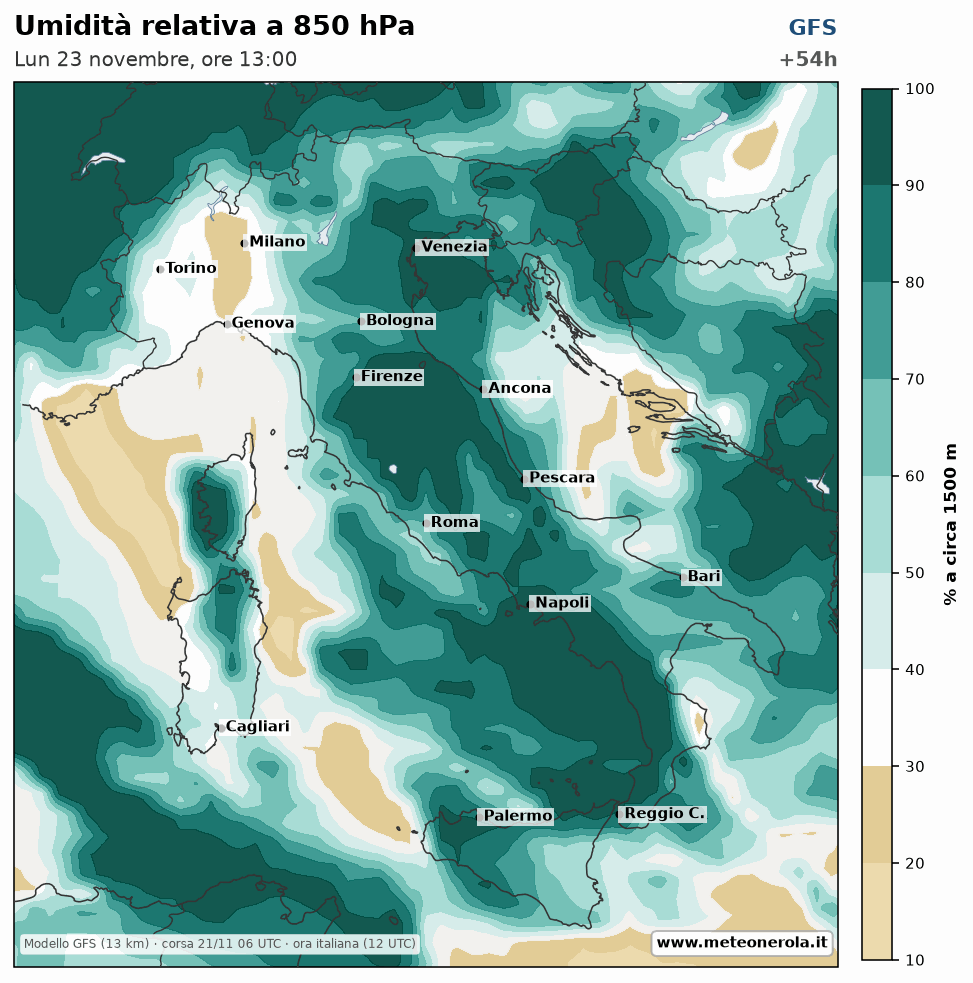 Umidità relativa a 850 hPa
GFS
Lun 23 novembre, ore 13:00
+54h
100
90
80
70
60
50
40
30
20
10
% a circa 1500 m
Milano
Torino
Venezia
Genova
Bologna
Firenze
Ancona
Pescara
Roma
Bari
Napoli
Cagliari
Palermo
Reggio C.
Modello GFS (13 km) · corsa 21/11 06 UTC · ora italiana (12 UTC)
www.meteonerola.it